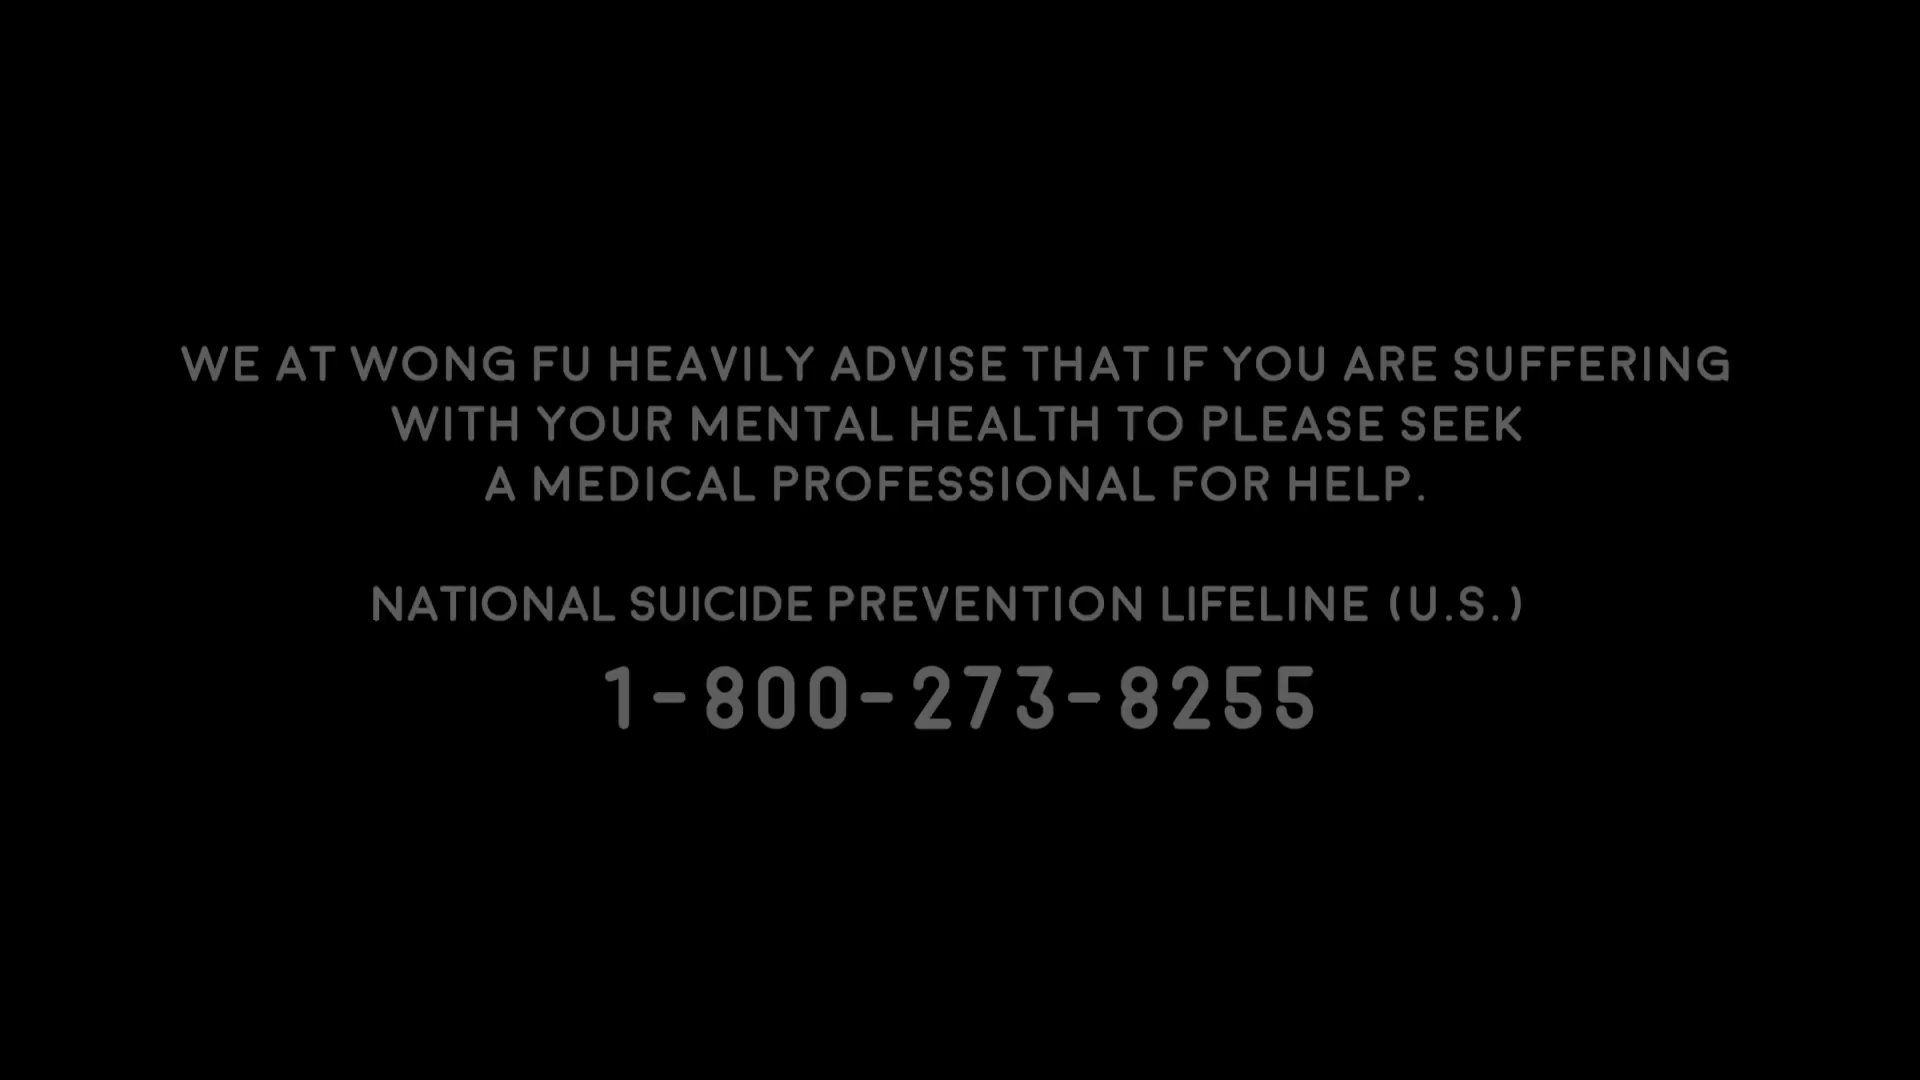 WE AT WONG FU HEAVILY ADVISE THAT IF YOU ARE SUFFERING
WITH YOUR MENTAL HEALTH TO PLEASE SEEK
A MEDICAL PROFESSIONAL FOR HELP.
NATIONAL SUICIDE PREVENTION LIFELINE (U.S.)
1-800-273-8255